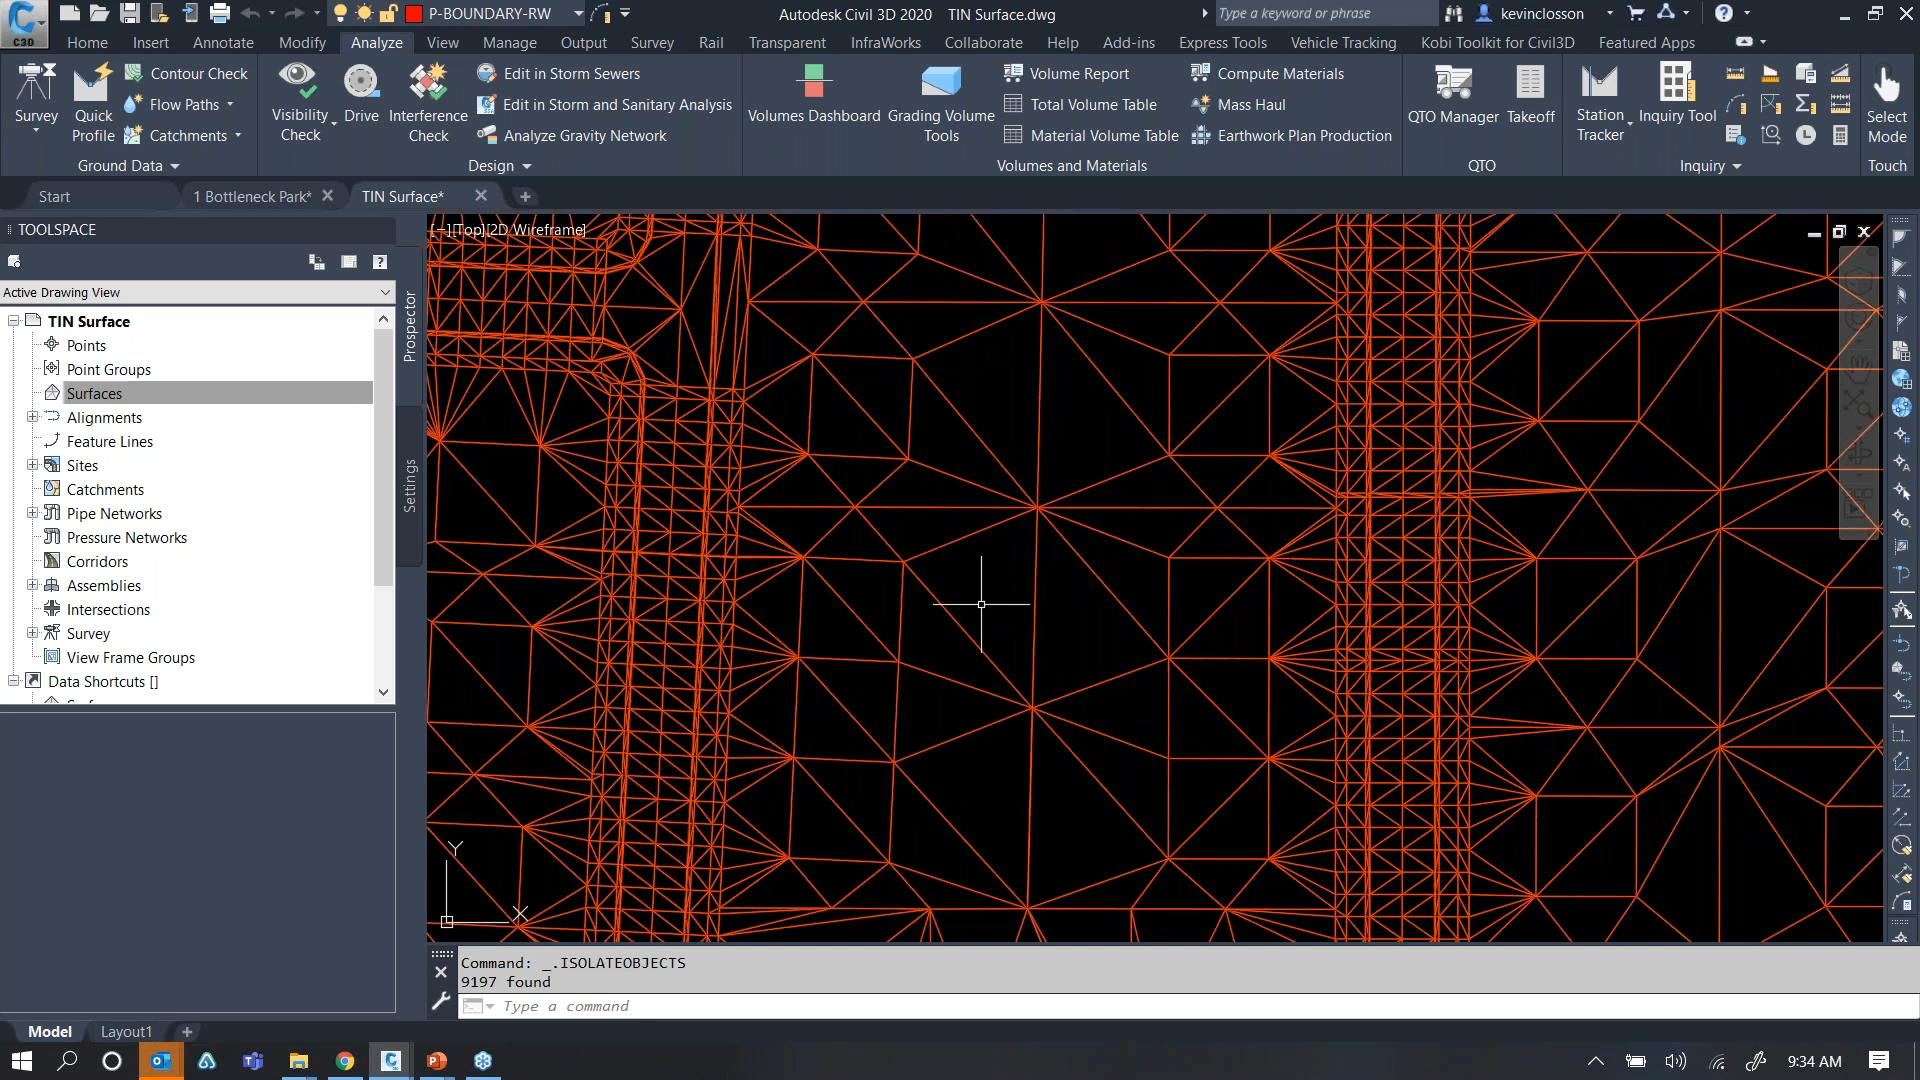 C3D
P-BOUNDARY-RW
Autodesk Civil 3D 2020 TIN Surface.dwg
Type a keyword or phrase
kevinclosson
Home Insert Annotate Modify Analyze View Manage Output Survey Rail Transparent InfraWorks Collaborate Help Add-ins Express Tools Vehicle Tracking Kobi Toolkit for Civil3D Featured Apps
Survey
Quick Profile
Contour Check
Flow Paths
Catchments
Ground Data
Visibility Check
Drive
Interference Check
Edit in Storm Sewers
Edit in Storm and Sanitary Analysis
Analyze Gravity Network
Design
Volumes Dashboard
Grading Volume Tools
Volume Report
Total Volume Table
Material Volume Table
Compute Materials
Mass Haul
Earthwork Plan Production
Volumes and Materials
QTO Manager
Takeoff
QTO
Station Tracker
Inquiry Tool
Inquiry
Select Mode
Touch
Start
1 Bottleneck Park*
TIN Surface*
TOOLSPACE
Active Drawing View
TIN Surface
Points
Point Groups
Surfaces
Alignments
Feature Lines
Sites
Catchments
Pipe Networks
Pressure Networks
Corridors
Assemblies
Intersections
Survey
View Frame Groups
Data Shortcuts []
Prospector
Settings
[−][Top][2D Wireframe]
Y
X
Command: _.ISOLATEOBJECTS
9197 found
Type a command
Model
Layout1
9:34 AM